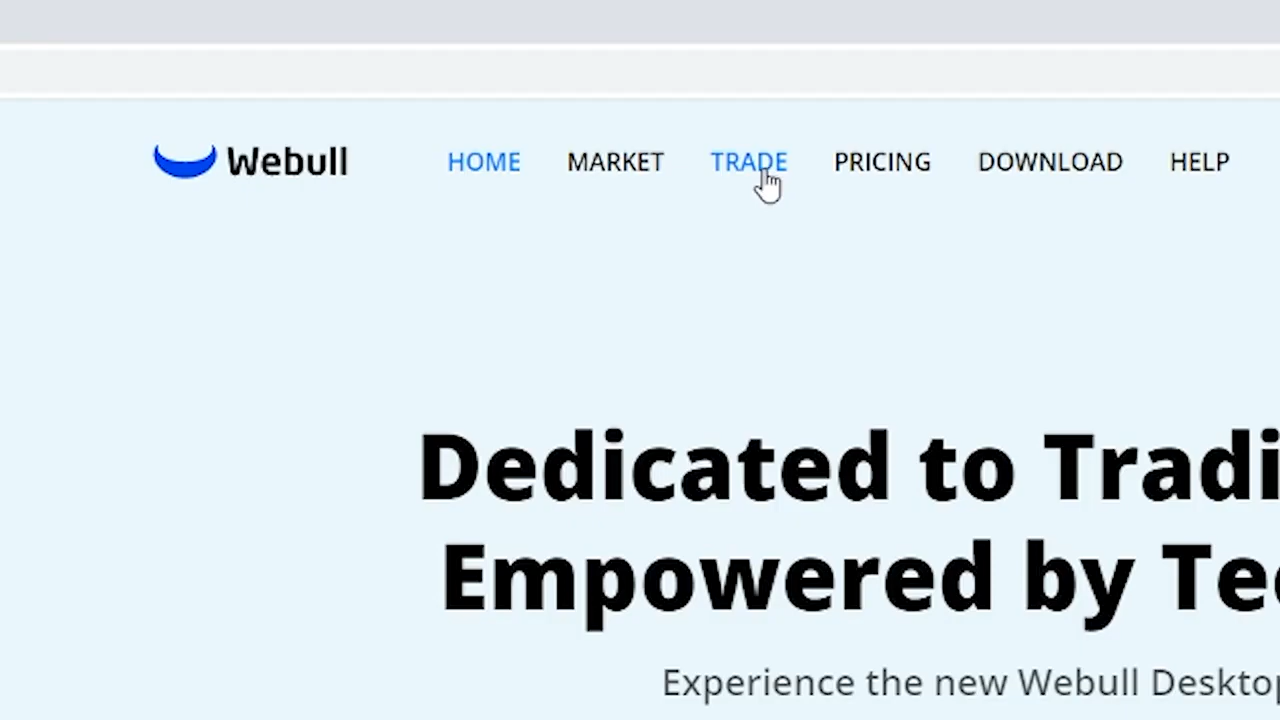 Webull HOME MARKET TRADE PRICING DOWNLOAD HELP
Dedicated to Tradi
Empowered by Te
Experience the new Webull Deskto